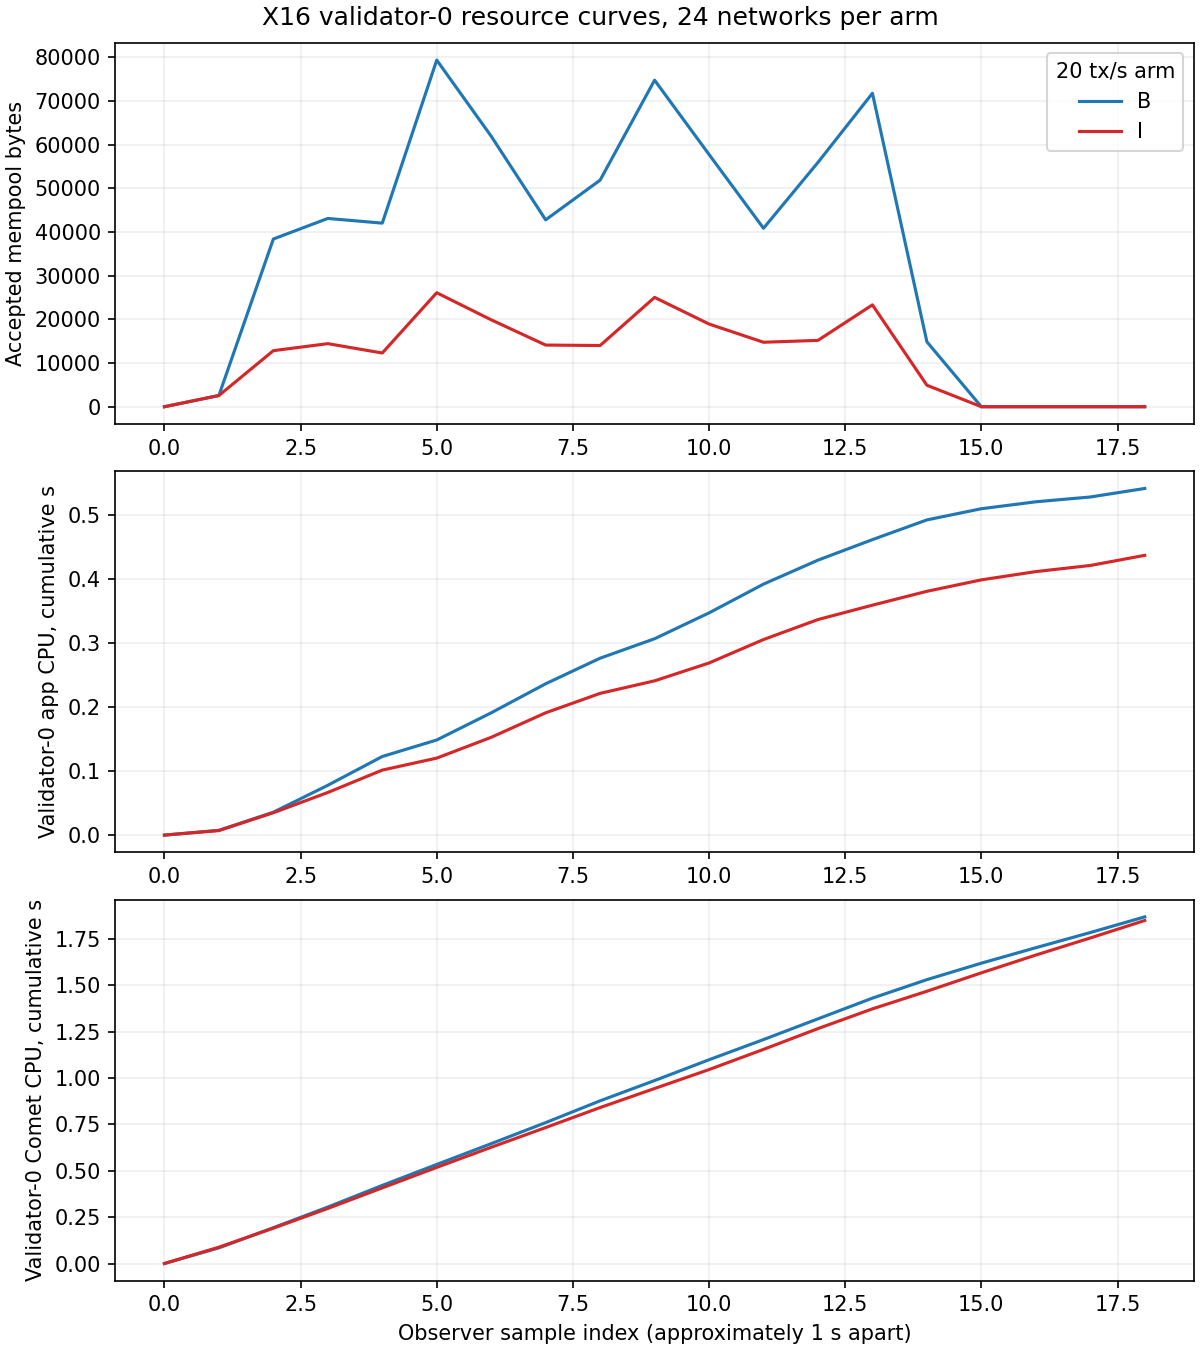 X16 validator-0 resource curves, 24 networks per arm
Accepted mempool bytes
80000
70000
60000
50000
40000
30000
20000
10000
0
20 tx/s arm
B
I
0.0 2.5 5.0 7.5 10.0 12.5 15.0 17.5
Validator-0 app CPU, cumulative s
0.5
0.4
0.3
0.2
0.1
0.0
0.0 2.5 5.0 7.5 10.0 12.5 15.0 17.5
Validator-0 Comet CPU, cumulative s
1.75
1.50
1.25
1.00
0.75
0.50
0.25
0.00
0.0 2.5 5.0 7.5 10.0 12.5 15.0 17.5
Observer sample index (approximately 1 s apart)